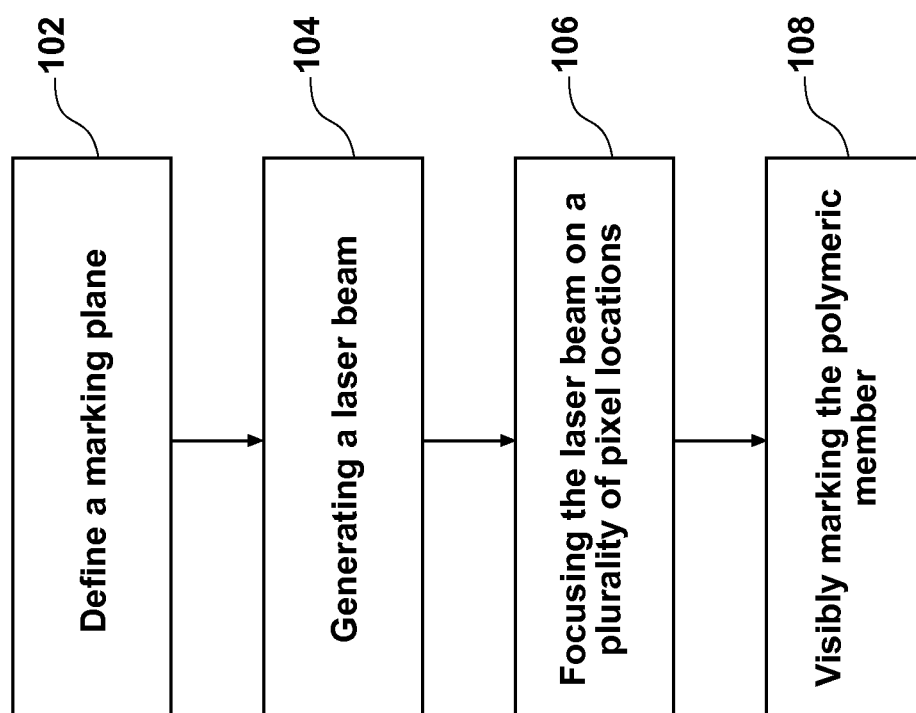 102
Define a marking plane
104
Generating a laser beam
106
Focusing the laser beam on a
plurality of pixel locations
108
Visibly marking the polymeric
member